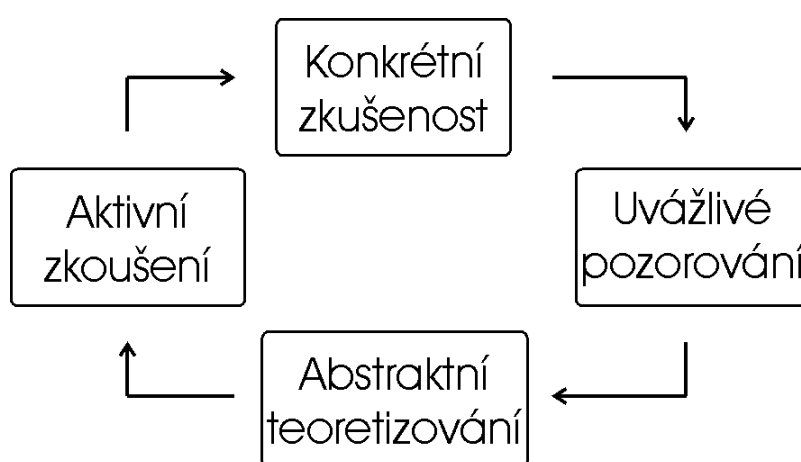 Konkrétní
zkušenost
Uvážlivé
pozorování
Abstraktní
teoretizování
Aktivní
zkoušení